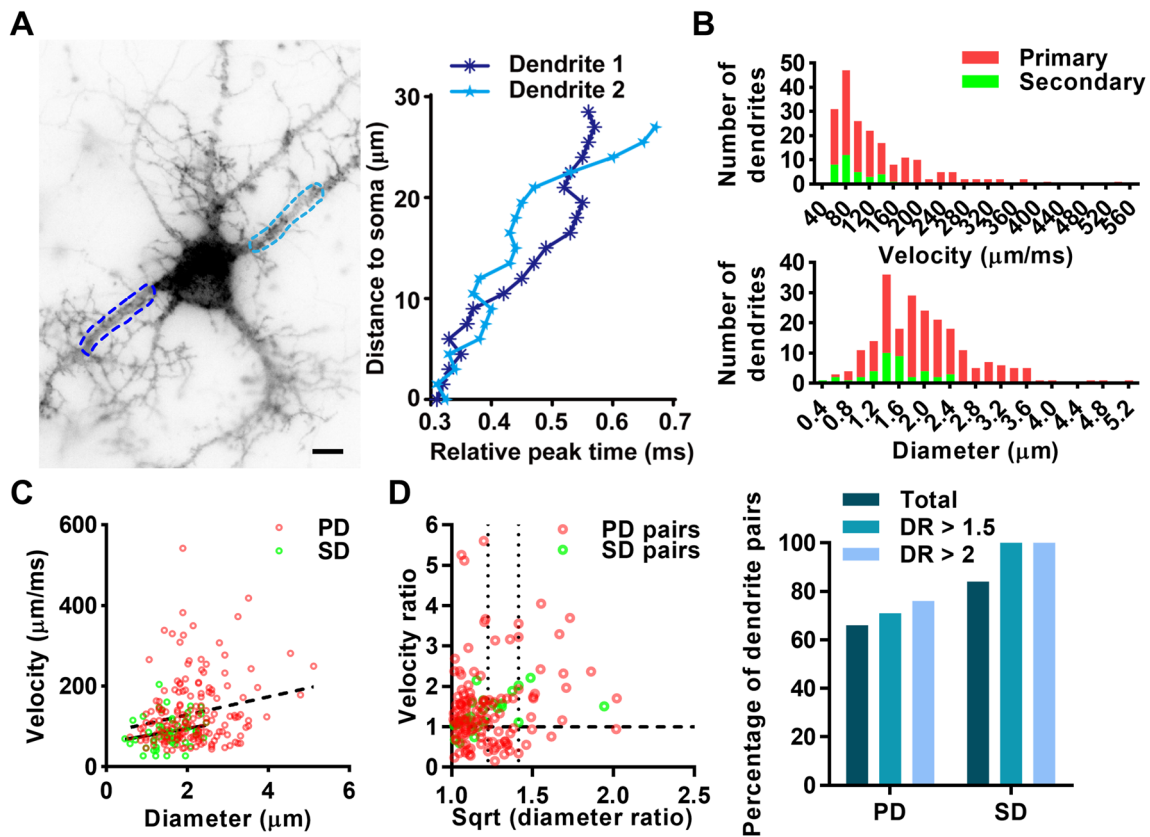 A
Dendrite 1
Dendrite 2
Distance to soma (μm)
30
20
10
0
0.3
0.4
0.5
0.6
0.7
Relative peak time (ms)
B
Primary
Secondary
Number of
dendrites
50
40
30
20
10
0
40
80
120
160
200
240
280
320
360
400
440
480
520
560
Velocity (μm/ms)
Number of
dendrites
40
30
20
10
0
0.4
0.8
1.2
1.6
2.0
2.4
2.8
3.2
3.6
4.0
4.4
4.8
5.2
Diameter (μm)
C
PD
SD
Velocity (μm/ms)
600
400
200
0
0
2
4
6
Diameter (μm)
D
PD pairs
SD pairs
Velocity ratio
6
5
4
3
2
1
0
1.0
1.5
2.0
2.5
Sqrt (diameter ratio)
Total
DR > 1.5
DR > 2
Percentage of dendrite pairs
100
80
60
40
20
0
PD
SD